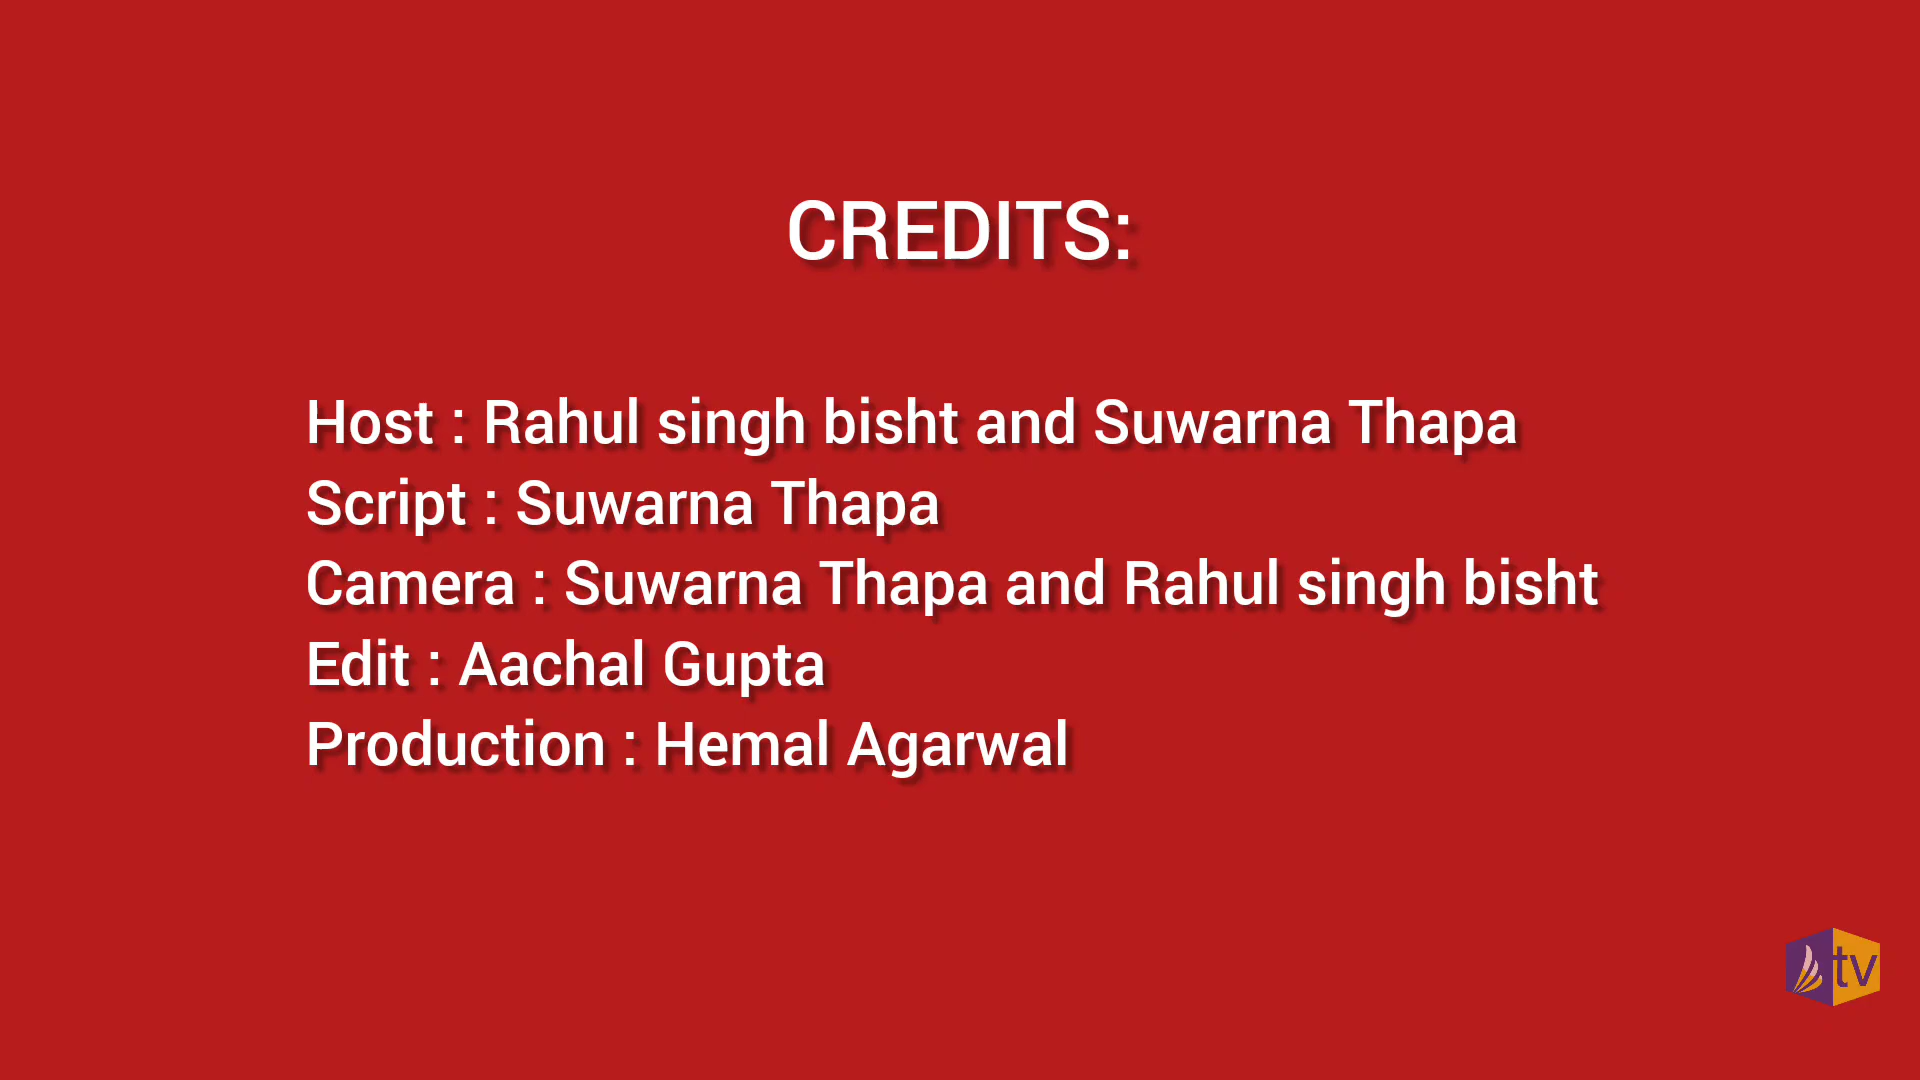 CREDITS:
Host : Rahul singh bisht and Suwarna Thapa
Script : Suwarna Thapa
Camera : Suwarna Thapa and Rahul singh bisht
Edit : Aachal Gupta
Production : Hemal Agarwal
tv